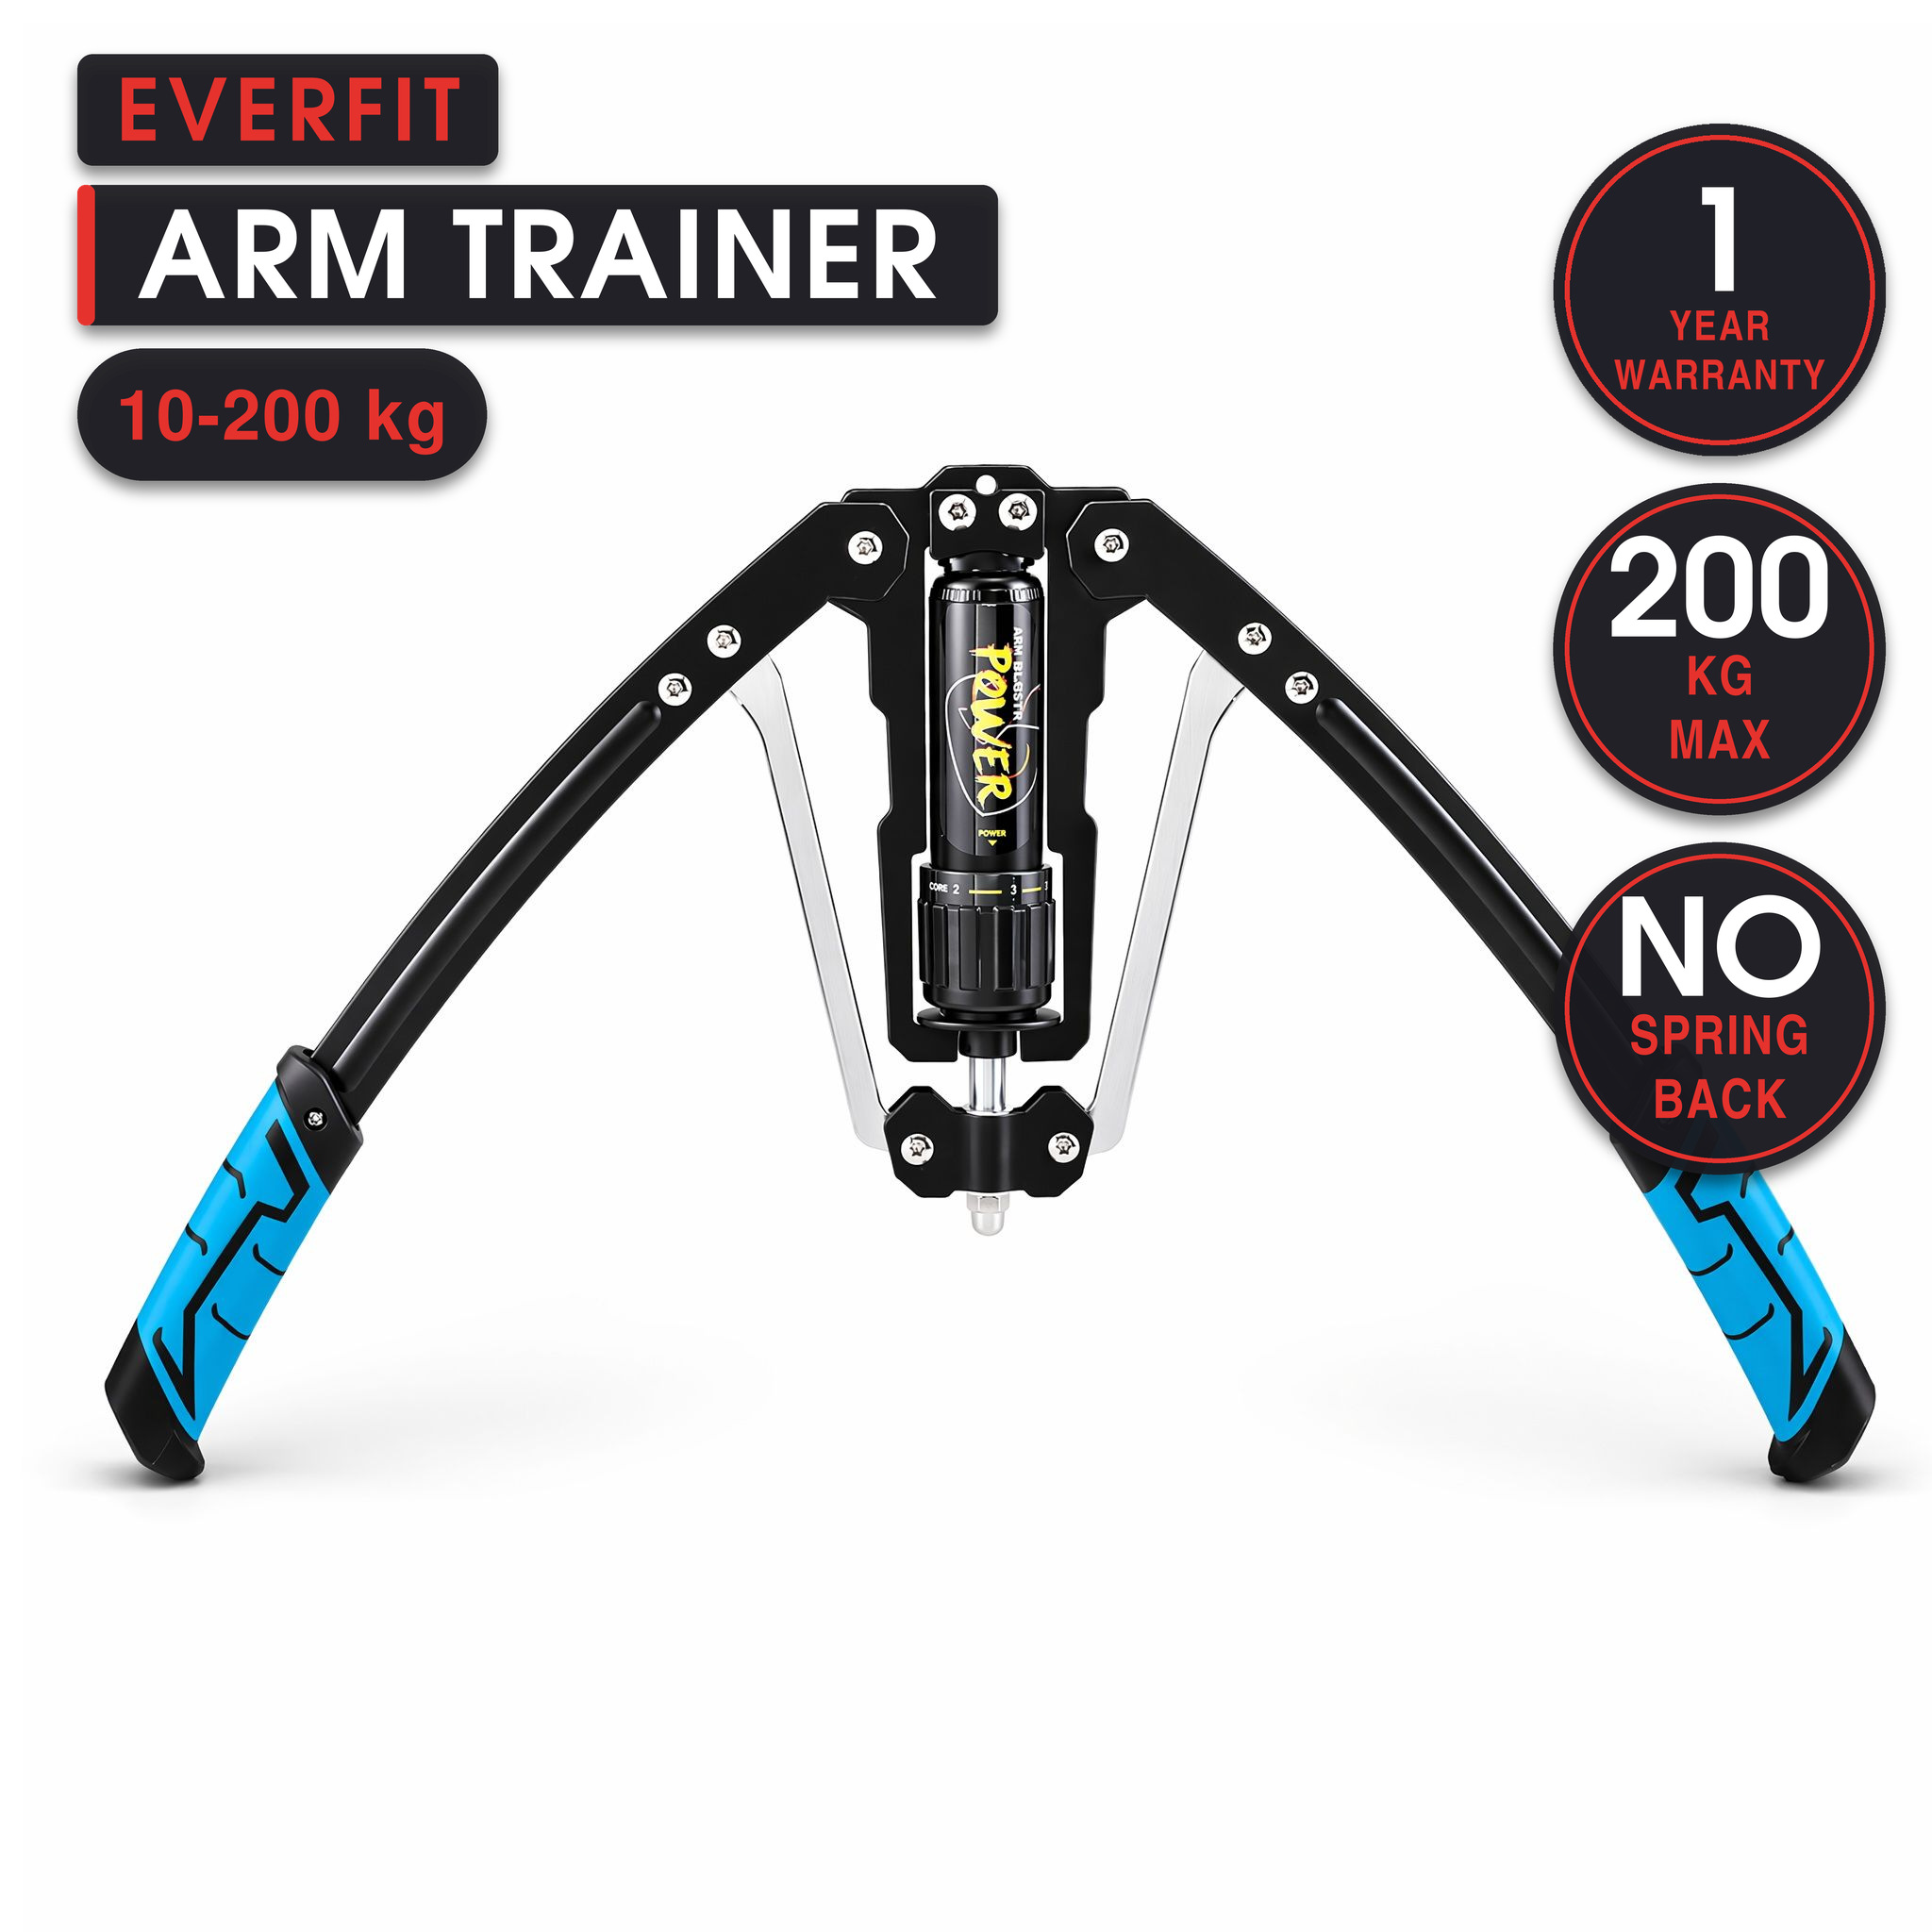 EVERFIT
ARM TRAINER
10-200 kg
1
YEAR
WARRANTY
200
KG
MAX
NO
SPRING
BACK
POWER
POWER
CORE 2 3